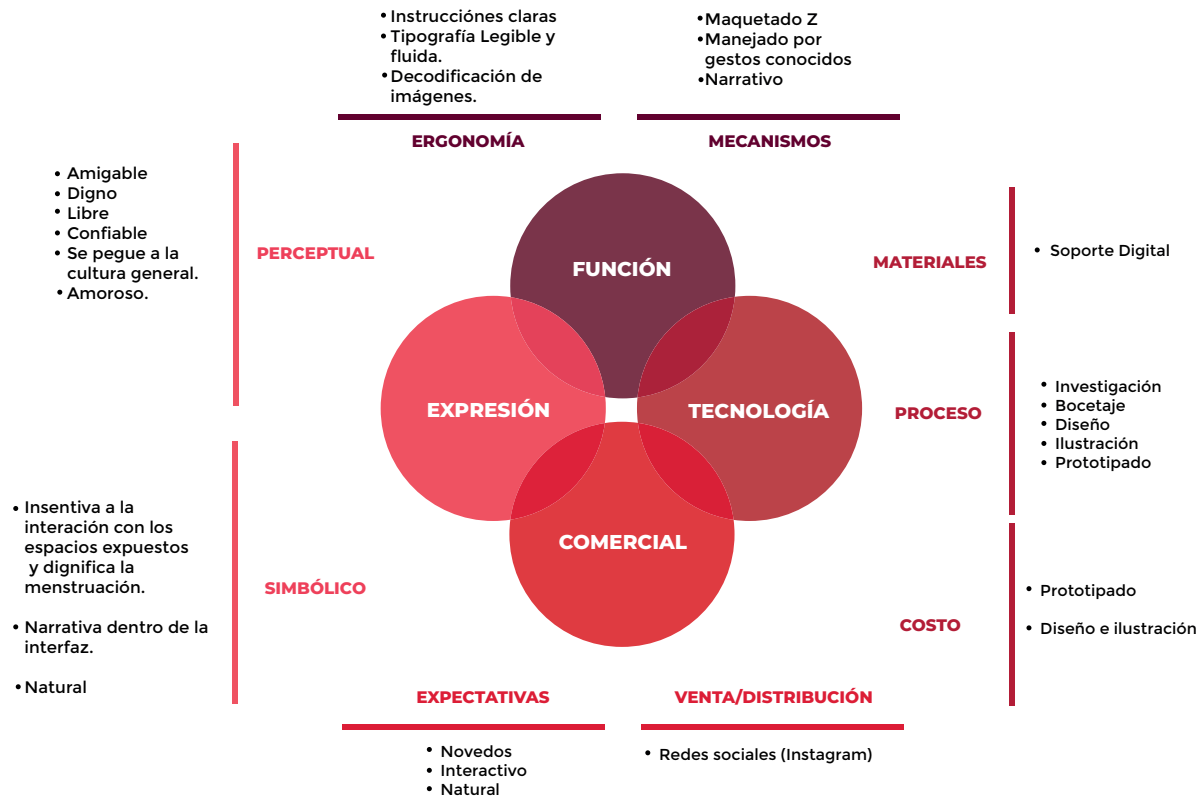 • Instrucciónes claras
• Tipografía Legible y
fluida.
• Decodificación de
imágenes.
ERGONOMÍA
• Maquetado Z
• Manejado por
gestos conocidos
• Narrativo
MECANISMOS
• Amigable
• Digno
• Libre
• Confiable
• Se pegue a la
cultura general.
• Amoroso.
PERCEPTUAL
FUNCIÓN
MATERIALES
• Soporte Digital
EXPRESIÓN
TECNOLOGÍA
PROCESO
• Investigación
• Bocetaje
• Diseño
• Ilustración
• Prototipado
• Insentiva a la
interación con los
espacios expuestos
y dignifica la
menstruación.
• Narrativa dentro de la
interfaz.
• Natural
SIMBÓLICO
COMERCIAL
COSTO
• Prototipado
• Diseño e ilustración
EXPECTATIVAS
• Novedos
• Interactivo
• Natural
VENTA/DISTRIBUCIÓN
• Redes sociales (Instagram)